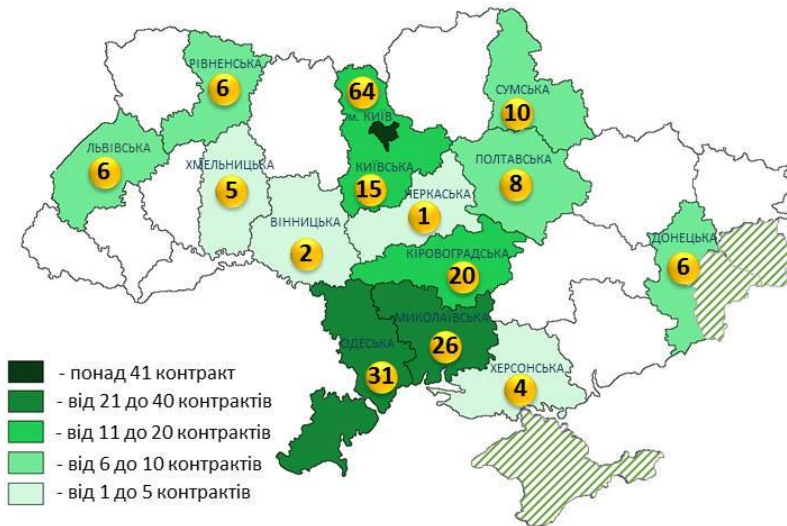 РІВНЕНСЬКА
6
64
м. КИЇВ
СУМСЬКА
10
ЛЬВІВСЬКА
6
ХМЕЛЬНИЦЬКА
5
КИЇВСЬКА
15
ПОЛТАВСЬКА
8
ЧЕРКАСЬКА
1
ВІННИЦЬКА
2
ДОНЕЦЬКА
6
КІРОВОГРАДСЬКА
20
МИКОЛАЇВСЬКА
26
ОДЕСЬКА
31
ХЕРСОНСЬКА
4
- понад 41 контракт
- від 21 до 40 контрактів
- від 11 до 20 контрактів
- від 6 до 10 контрактів
- від 1 до 5 контрактів